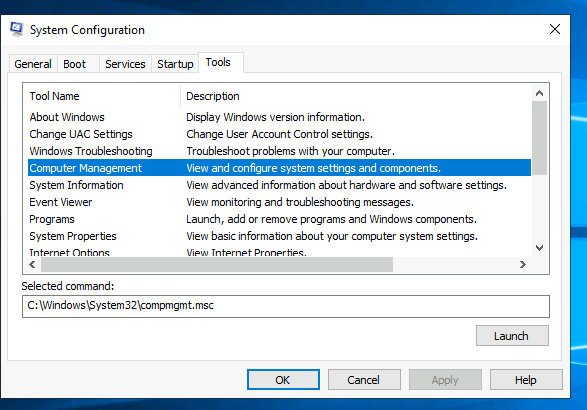 System Configuration
General Boot Services Startup Tools
Tool Name Description
About Windows Display Windows version information.
Change UAC Settings Change User Account Control settings.
Windows Troubleshooting Troubleshoot problems with your computer.
Computer Management View and configure system settings and components.
System Information View advanced information about hardware and software settings.
Event Viewer View monitoring and troubleshooting messages.
Programs Launch, add or remove programs and Windows components.
System Properties View basic information about your computer system settings.
Internet Options View Internet Properties.
Selected command:
C:\Windows\System32\compmgmt.msc
Launch
OK Cancel Apply Help